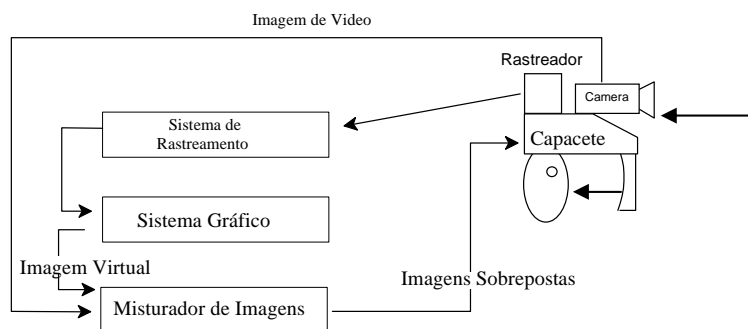 Imagem de Video
Rastreador
Camera
Sistema de
Rastreamento
Capacete
Sistema Gráfico
Imagem Virtual
Imagens Sobrepostas
Misturador de Imagens